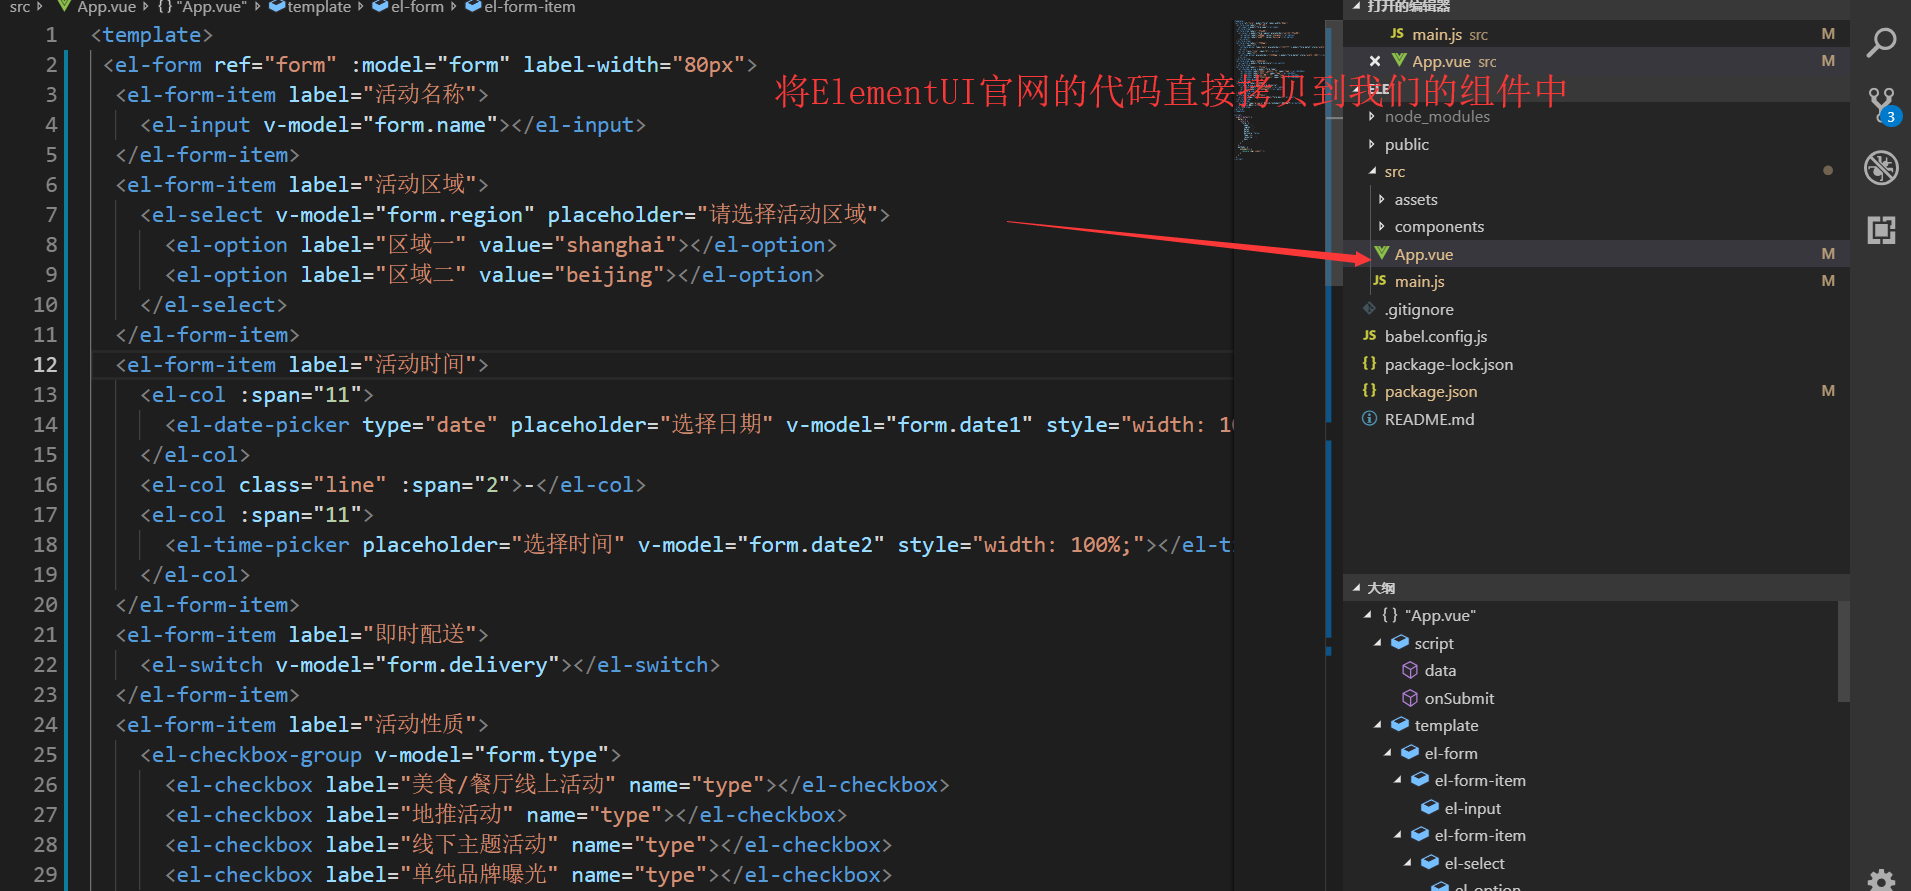 src App.vue {} "App.vue" template el-form el-form-item
1 <template>
2 <el-form ref="form" :model="form" label-width="80px">
3 <el-form-item label="活动名称">
4 <el-input v-model="form.name"></el-input>
5 </el-form-item>
6 <el-form-item label="活动区域">
7 <el-select v-model="form.region" placeholder="请选择活动区域">
8 <el-option label="区域一" value="shanghai"></el-option>
9 <el-option label="区域二" value="beijing"></el-option>
10 </el-select>
11 </el-form-item>
12 <el-form-item label="活动时间">
13 <el-col :span="11">
14 <el-date-picker type="date" placeholder="选择日期" v-model="form.date1" style="width: 10
15 </el-col>
16 <el-col class="line" :span="2">-</el-col>
17 <el-col :span="11">
18 <el-time-picker placeholder="选择时间" v-model="form.date2" style="width: 100%;"></el-ti
19 </el-col>
20 </el-form-item>
21 <el-form-item label="即时配送">
22 <el-switch v-model="form.delivery"></el-switch>
23 </el-form-item>
24 <el-form-item label="活动性质">
25 <el-checkbox-group v-model="form.type">
26 <el-checkbox label="美食/餐厅线上活动" name="type"></el-checkbox>
27 <el-checkbox label="地推活动" name="type"></el-checkbox>
28 <el-checkbox label="线下主题活动" name="type"></el-checkbox>
29 <el-checkbox label="单纯品牌曝光" name="type"></el-checkbox>
将ElementUI官网的代码直接拷贝到我们的组件中
打开的编辑器
JS main.js src M
App.vue src M
ELE
node_modules
public
src
assets
components
App.vue M
JS main.js M
.gitignore
JS babel.config.js
{} package-lock.json
{} package.json M
README.md
大纲
{} "App.vue"
script
data
onSubmit
template
el-form
el-form-item
el-input
el-form-item
el-select
el-option
3